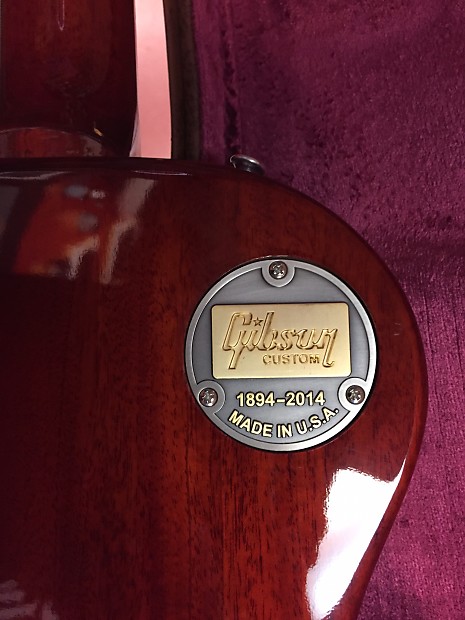 Gibson
CUSTOM
1894-2014
MADE IN U.S.A.